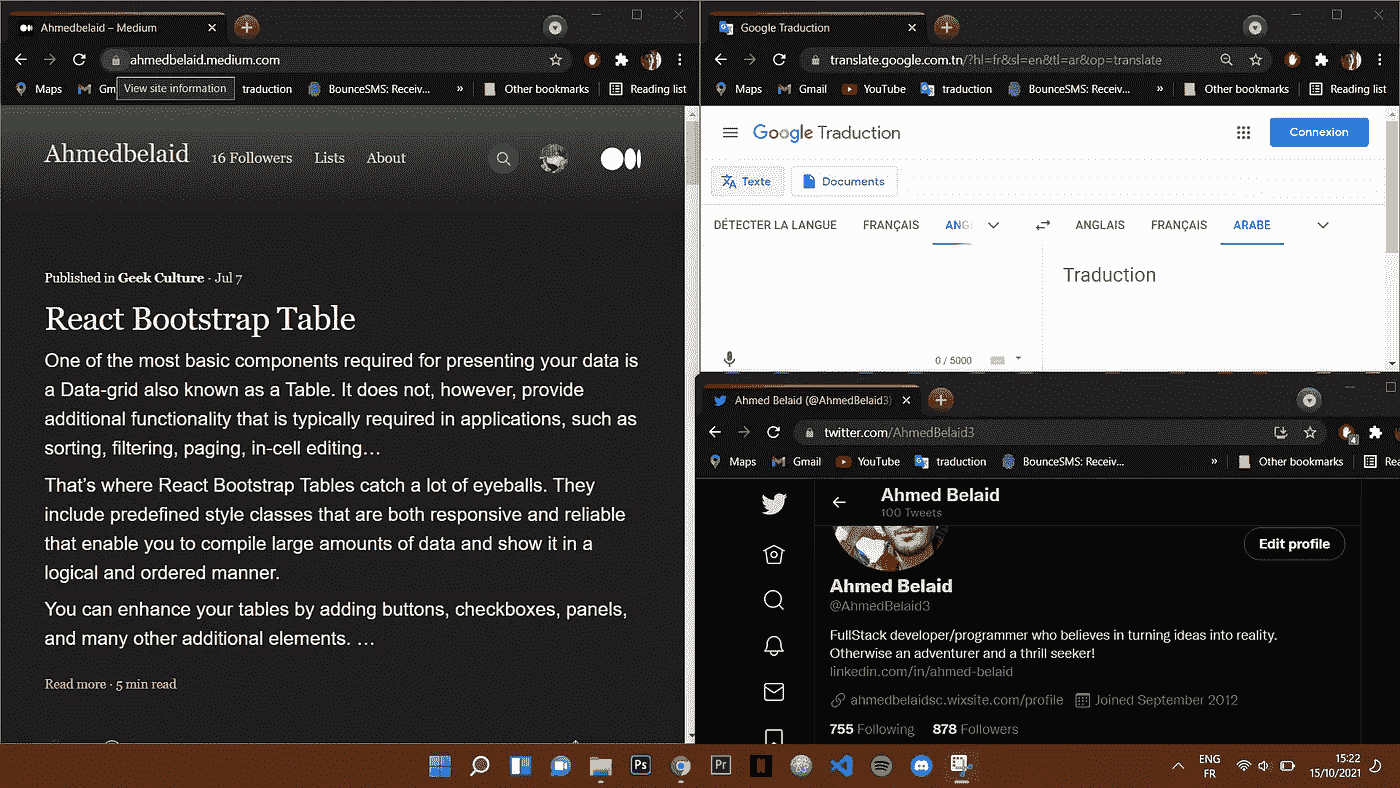 Ahmedbelaid – Medium
ahmedbelaid.medium.com
Maps Gm traduction BounceSMS: Receiv... » Other bookmarks Reading list
View site information
Ahmedbelaid 16 Followers Lists About
Published in Geek Culture · Jul 7
React Bootstrap Table
One of the most basic components required for presenting your data is
a Data-grid also known as a Table. It does not, however, provide
additional functionality that is typically required in applications, such as
sorting, filtering, paging, in-cell editing…
That's where React Bootstrap Tables catch a lot of eyeballs. They
include predefined style classes that are both responsive and reliable
that enable you to compile large amounts of data and show it in a
logical and ordered manner.
You can enhance your tables by adding buttons, checkboxes, panels,
and many other additional elements. …
Read more · 5 min read
Google Traduction
translate.google.com.tn/?hl=fr&sl=en&tl=ar&op=translate
Maps Gmail YouTube traduction BounceSMS: Receiv... » Other bookmarks Reading list
Google Traduction Connexion
Texte Documents
DÉTECTER LA LANGUE FRANÇAIS ANG ANGLAIS FRANÇAIS ARABE
Traduction
0 / 5000
Ahmed Belaid (@AhmedBelaid3)
twitter.com/AhmedBelaid3
4
Maps Gmail YouTube traduction BounceSMS: Receiv... » Other bookmarks Rea
Ahmed Belaid
100 Tweets
Edit profile
Ahmed Belaid
@AhmedBelaid3
FullStack developer/programmer who believes in turning ideas into reality.
Otherwise an adventurer and a thrill seeker!
linkedin.com/in/ahmed-belaid
ahmedbelaidsc.wixsite.com/profile Joined September 2012
755 Following 878 Followers
Ps Pr N
ENG
FR
15:22
15/10/2021